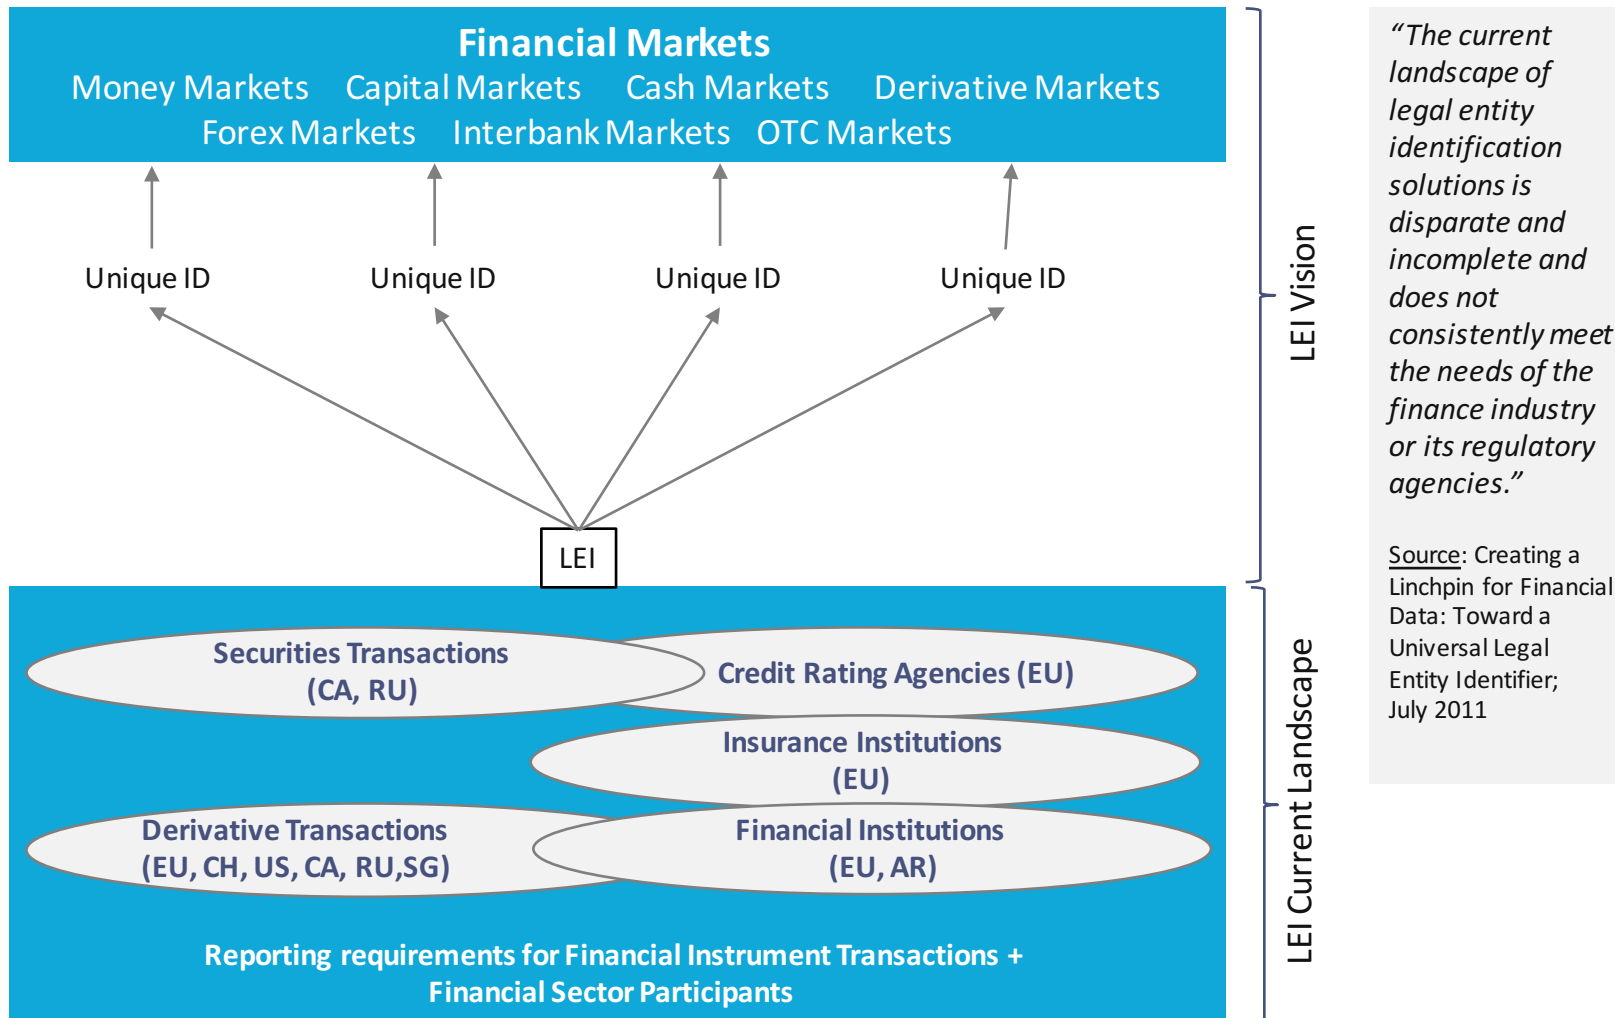 Financial Markets
Money Markets Capital Markets Cash Markets Derivative Markets
Forex Markets Interbank Markets OTC Markets
Unique ID Unique ID Unique ID Unique ID
LEI
LEI Vision
Securities Transactions
(CA, RU)
Credit Rating Agencies (EU)
Insurance Institutions
(EU)
Derivative Transactions
(EU, CH, US, CA, RU,SG)
Financial Institutions
(EU, AR)
Reporting requirements for Financial Instrument Transactions +
Financial Sector Participants
LEI Current Landscape
“The current
landscape of
legal entity
identification
solutions is
disparate and
incomplete and
does not
consistently meet
the needs of the
finance industry
or its regulatory
agencies.”
Source: Creating a
Linchpin for Financial
Data: Toward a
Universal Legal
Entity Identifier;
July 2011